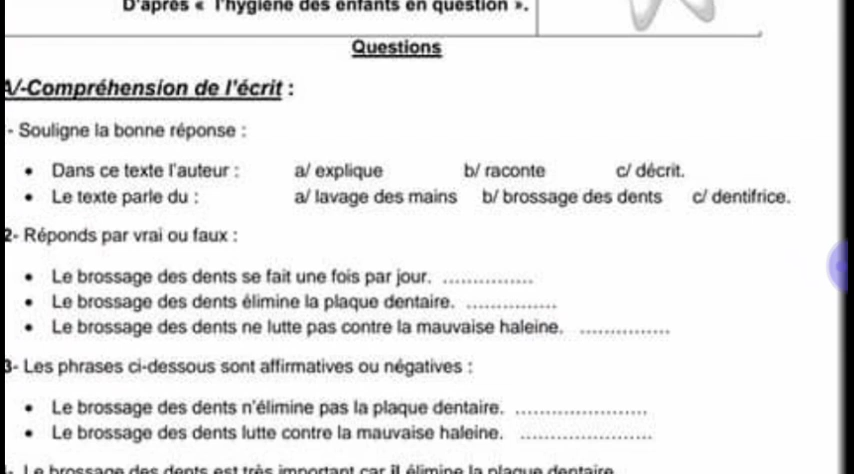 D'après « l'hygiène des enfants en question ».
Questions
A/-Compréhension de l'écrit :
- Souligne la bonne réponse :
• Dans ce texte l'auteur : a/ explique b/ raconte c/ décrit.
• Le texte parle du : a/ lavage des mains b/ brossage des dents c/ dentifrice.
2- Réponds par vrai ou faux :
• Le brossage des dents se fait une fois par jour. ...............
• Le brossage des dents élimine la plaque dentaire. ...............
• Le brossage des dents ne lutte pas contre la mauvaise haleine. ...............
3- Les phrases ci-dessous sont affirmatives ou négatives :
• Le brossage des dents n'élimine pas la plaque dentaire. ......................
• Le brossage des dents lutte contre la mauvaise haleine. ......................
- Le brossage des dents est très important car il élimine la plaque dentaire